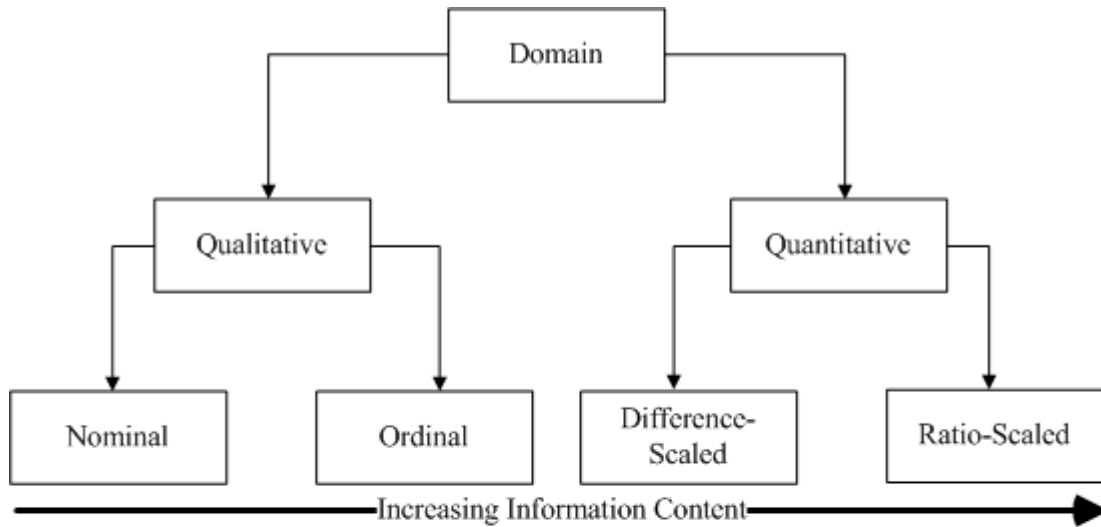 Domain
Qualitative
Quantitative
Nominal
Ordinal
Difference-
Scaled
Ratio-Scaled
Increasing Information Content